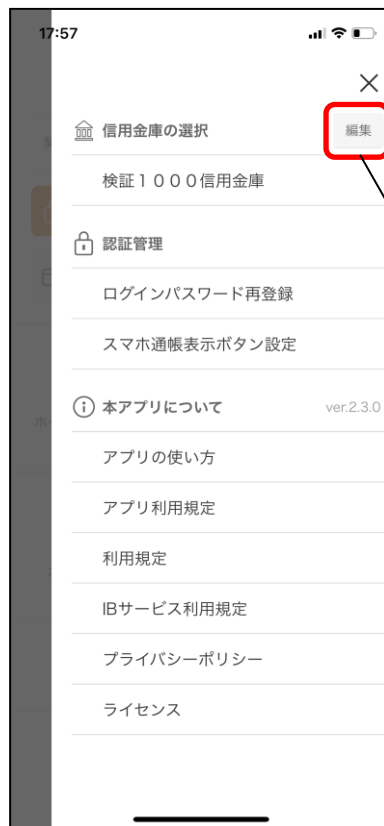 17:57
信用金庫の選択
編集
検証１０００信用金庫
認証管理
ログインパスワード再登録
スマホ通帳表示ボタン設定
本アプリについて
ver.2.3.0
アプリの使い方
アプリ利用規定
利用規定
IBサービス利用規定
プライバシーポリシー
ライセンス